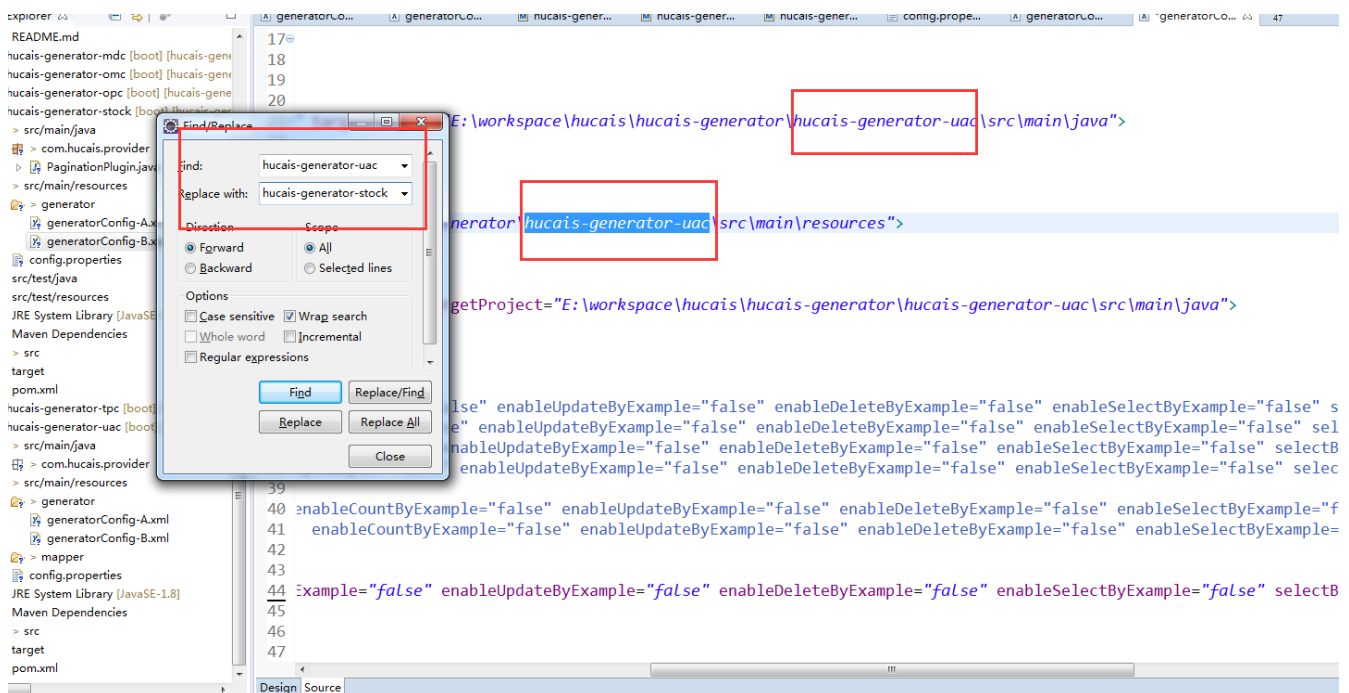 Explorer
generatorCo...
generatorCo...
hucais-gener...
hucais-gener...
hucais-gener...
config.prope...
generatorCo...
*generatorCo...
47
README.md
hucais-generator-mdc [boot] [hucais-gene
hucais-generator-omc [boot] [hucais-gene
hucais-generator-opc [boot] [hucais-gene
hucais-generator-stock [boot] [hucais-gen
> src/main/java
> com.hucais.provider
PaginationPlugin.java
> src/main/resources
> generator
generatorConfig-A.x
generatorConfig-B.x
config.properties
src/test/java
src/test/resources
JRE System Library [JavaSE
Maven Dependencies
> src
target
pom.xml
hucais-generator-tpc [boot]
hucais-generator-uac [boot
> src/main/java
> com.hucais.provider
> src/main/resources
> generator
generatorConfig-A.xml
generatorConfig-B.xml
> mapper
config.properties
JRE System Library [JavaSE-1.8]
Maven Dependencies
> src
target
pom.xml
Find/Replace
Find:
hucais-generator-uac
Replace with:
hucais-generator-stock
Direction
Scope
Forward
All
Backward
Selected lines
Options
Case sensitive
Wrap search
Whole word
Incremental
Regular expressions
Find
Replace/Find
Replace
Replace All
Close
17
18
19
20
E:\workspace\hucais\hucais-generator\hucais-generator-uac\src\main\java">
nerator\hucais-generator-uac\src\main\resources">
getProject="E:\workspace\hucais\hucais-generator\hucais-generator-uac\src\main\java">
lse" enableUpdateByExample="false" enableDeleteByExample="false" enableSelectByExample="false" s
e" enableUpdateByExample="false" enableDeleteByExample="false" enableSelectByExample="false" sel
nableUpdateByExample="false" enableDeleteByExample="false" enableSelectByExample="false" selectB
enableUpdateByExample="false" enableDeleteByExample="false" enableSelectByExample="false" selec
39
40 enableCountByExample="false" enableUpdateByExample="false" enableDeleteByExample="false" enableSelectByExample="f
41 enableCountByExample="false" enableUpdateByExample="false" enableDeleteByExample="false" enableSelectByExample=
42
43
44 Example="false" enableUpdateByExample="false" enableDeleteByExample="false" enableSelectByExample="false" selectB
45
46
47
Design
Source